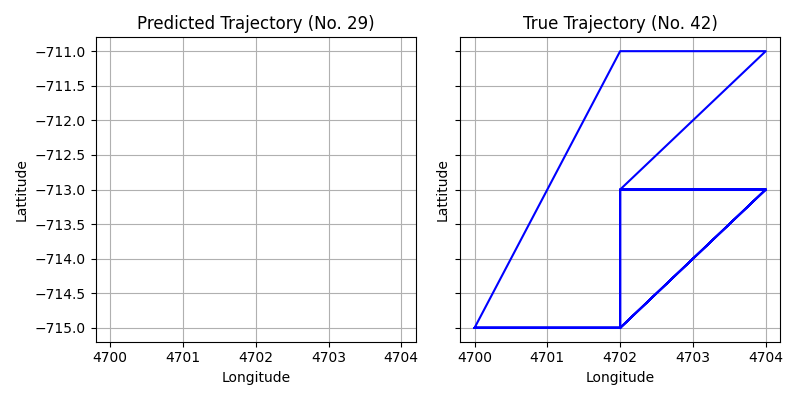 Predicted Trajectory (No. 29)
True Trajectory (No. 42)
−711.0
−711.5
−712.0
−712.5
−713.0
−713.5
−714.0
−714.5
−715.0
Lattitude
Lattitude
4700 4701 4702 4703 4704
4700 4701 4702 4703 4704
Longitude
Longitude